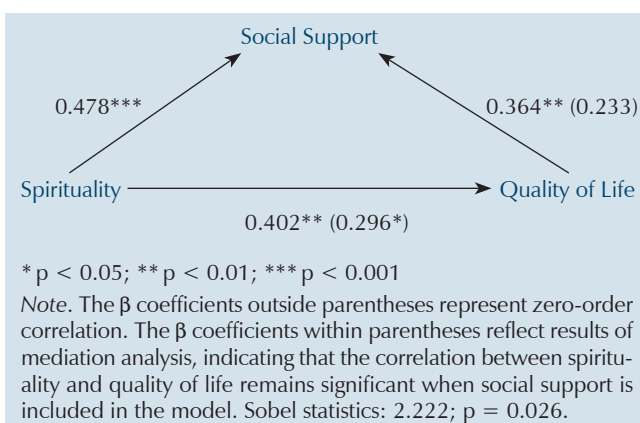 Social Support
0.478***
0.364** (0.233)
Spirituality
Quality of Life
0.402** (0.296*)
* p < 0.05; ** p < 0.01; *** p < 0.001
Note. The β coefficients outside parentheses represent zero-order
correlation. The β coefficients within parentheses reflect results of
mediation analysis, indicating that the correlation between spiritu-
ality and quality of life remains significant when social support is
included in the model. Sobel statistics: 2.222; p = 0.026.